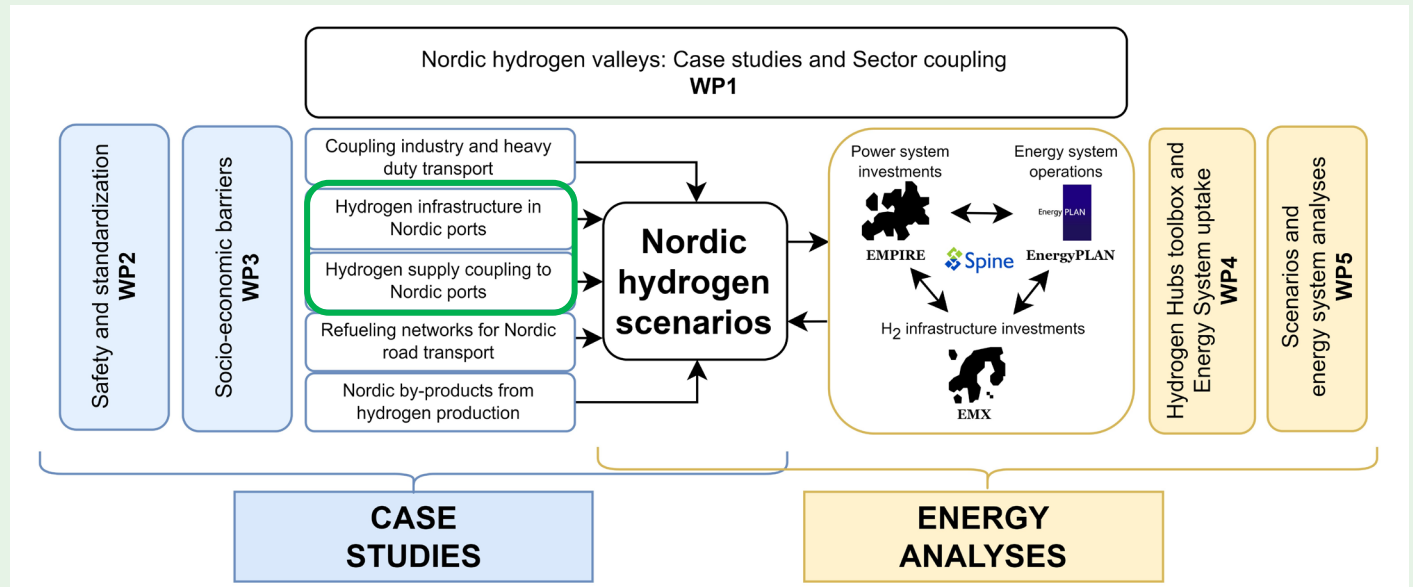 Nordic hydrogen valleys: Case studies and Sector coupling
WP1
Safety and standardization
WP2
Socio-economic barriers
WP3
Coupling industry and heavy
duty transport
Hydrogen infrastructure in
Nordic ports
Hydrogen supply coupling to
Nordic ports
Refueling networks for Nordic
road transport
Nordic by-products from
hydrogen production
Nordic
hydrogen
scenarios
Power system
investments
EMPIRE
Energy system
operations
Energy PLAN
EnergyPLAN
Spine
H2 infrastructure investments
EMX
Hydrogen Hubs toolbox and
Energy System uptake
WP4
Scenarios and
energy system analyses
WP5
CASE
STUDIES
ENERGY
ANALYSES